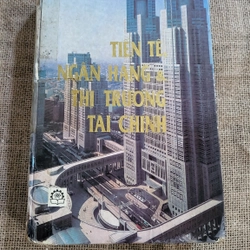 TIỀN TỆ
NGÂN HÀNG &
THỊ TRƯỜNG
TÀI CHÍNH